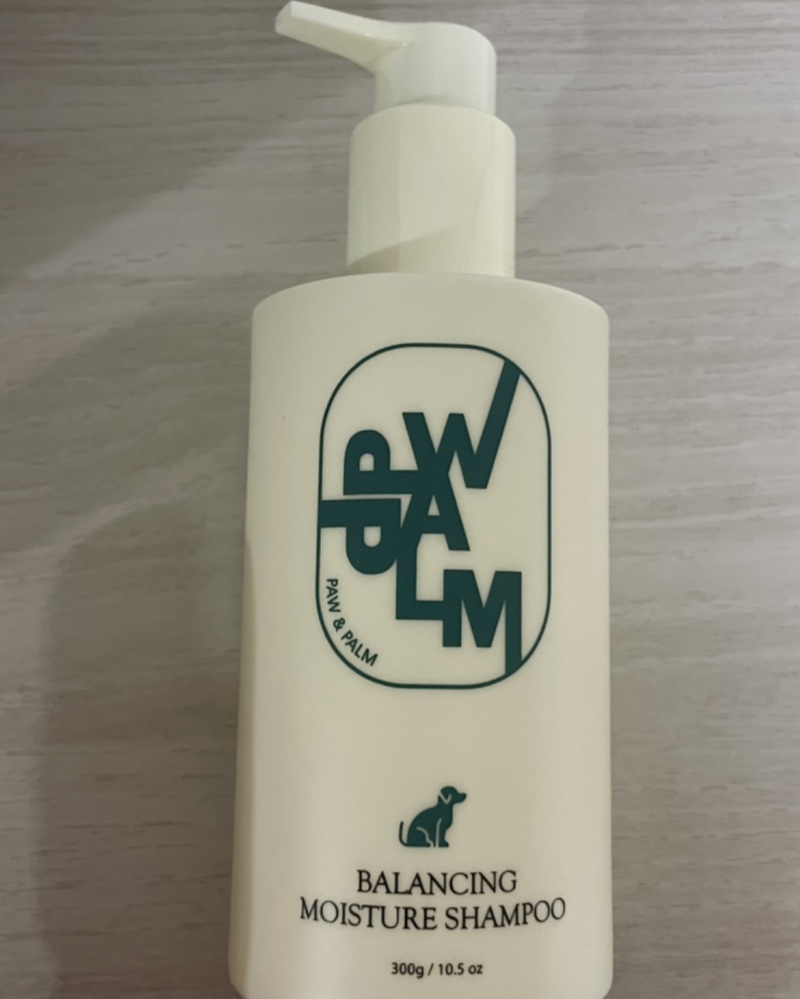 PAW
PALM
PAW & PALM
BALANCING
MOISTURE SHAMPOO
300g / 10.5 oz